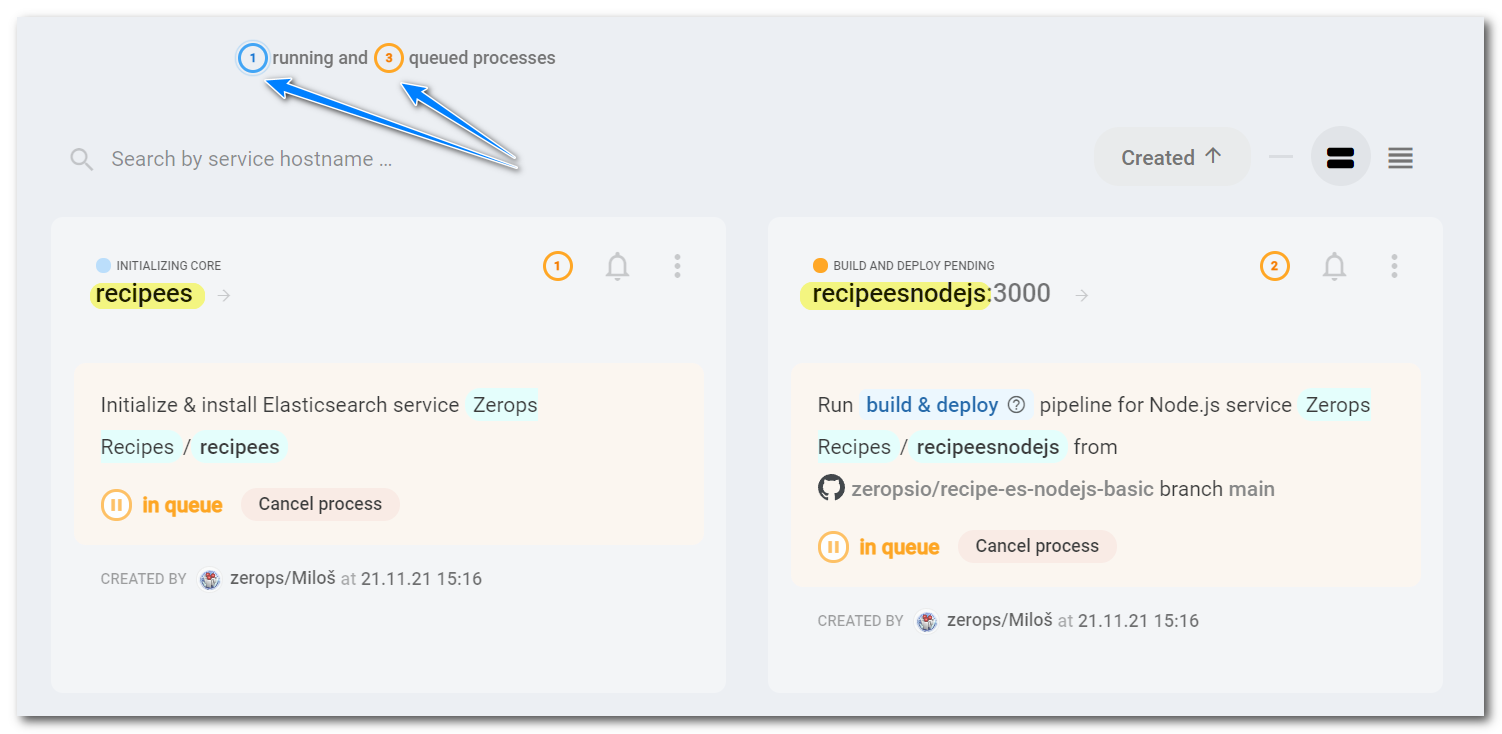 1 running and 3 queued processes
Search by service hostname ...
Created ↑
INITIALIZING CORE
1
recipees →
Initialize & install Elasticsearch service Zerops
Recipes / recipees
in queue Cancel process
CREATED BY zerops/Miloš at 21.11.21 15:16
BUILD AND DEPLOY PENDING
2
recipeesnodejs:3000 →
Run build & deploy ? pipeline for Node.js service Zerops
Recipes / recipeesnodejs from
zeropsio/recipe-es-nodejs-basic branch main
in queue Cancel process
CREATED BY zerops/Miloš at 21.11.21 15:16